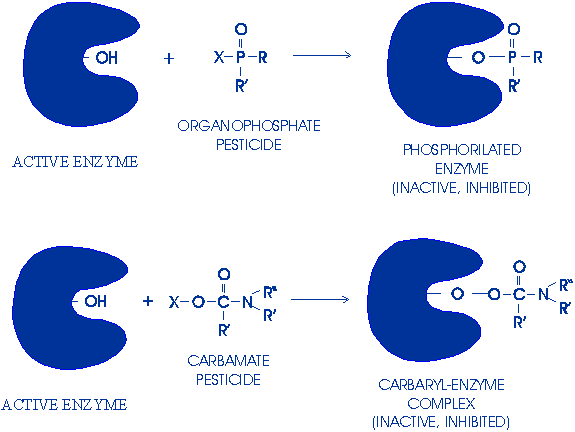 O
OH + X-P-R → O-P-R
R' R'
ORGANOPHOSPHATE
PESTICIDE
ACTIVE ENZYME
PHOSPHORILATED
ENZYME
(INACTIVE, INHIBITED)
O O
OH + X-O-C-N R" R' → O-O-C-N R" R'
R' R'
CARBAMATE
PESTICIDE
ACTIVE ENZYME
CARBARYL-ENZYME
COMPLEX
(INACTIVE, INHIBITED)